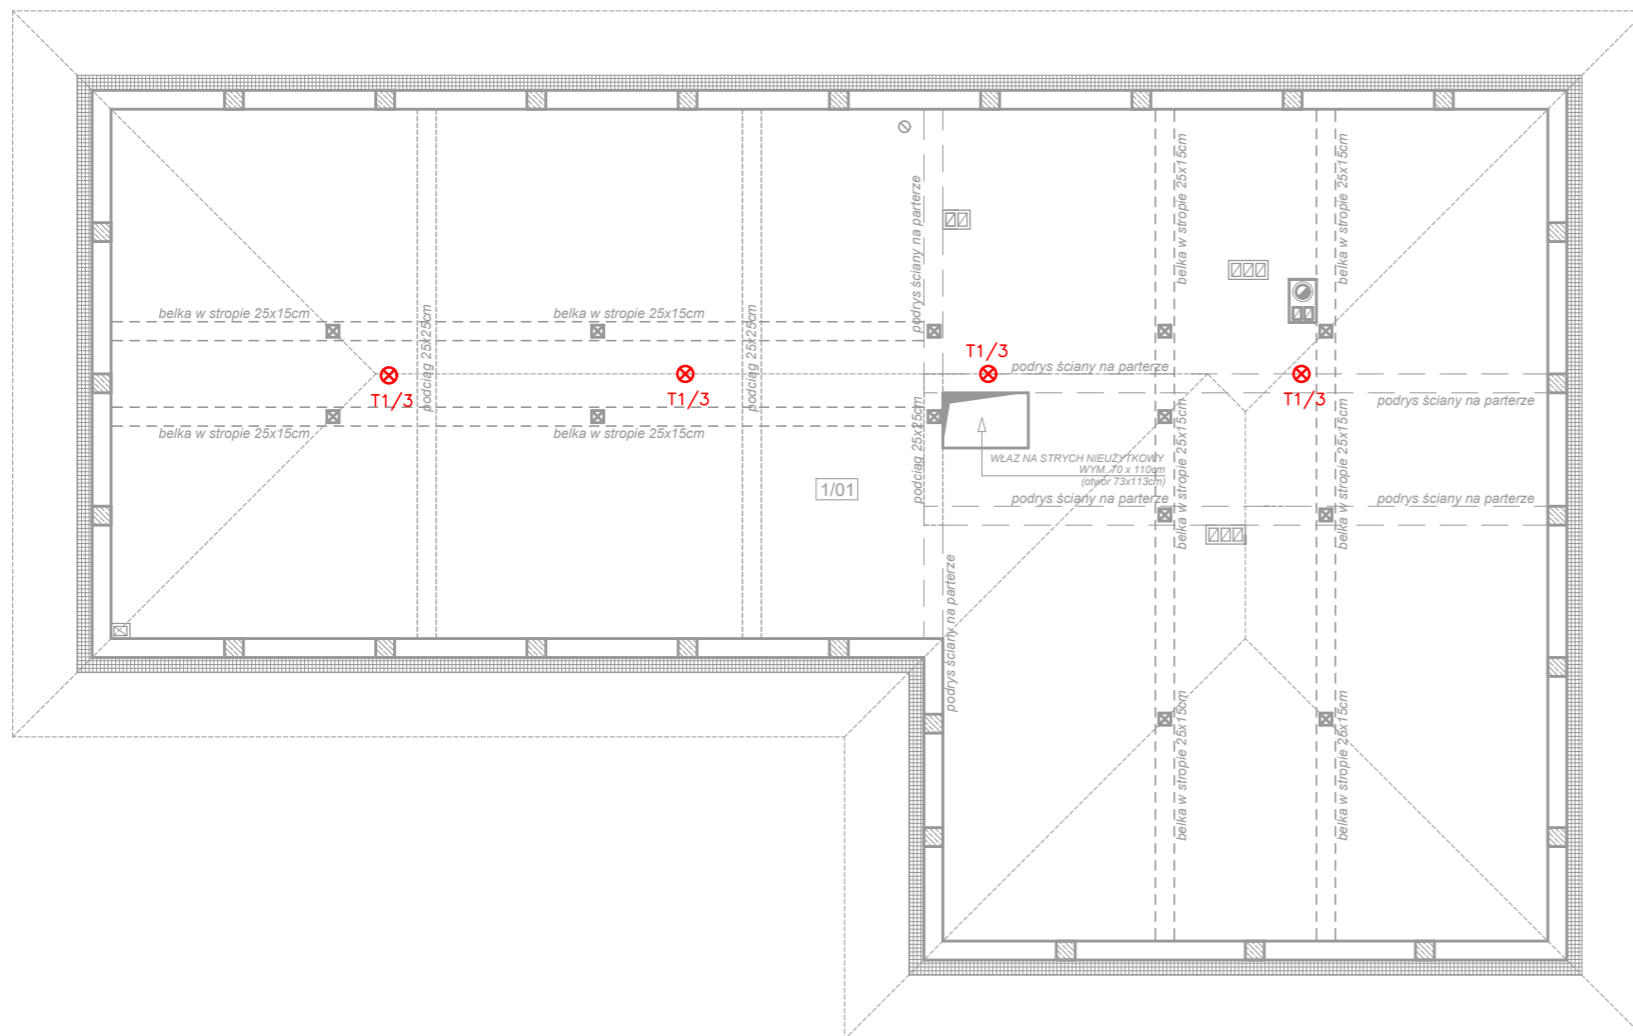 belka w stropie 25x15cm
belka w stropie 25x15cm
podrys ściany na parterze
belka w stropie 25x15cm
belka w stropie 25x15cm
podciąg 25x25cm
podciąg 25x25cm
T1/3
T1/3
T1/3
podrys ściany na parterze
T1/3
podrys ściany na parterze
belka w stropie 25x15cm
belka w stropie 25x15cm
podciąg 25x25cm
WŁAZ NA STRYCH NIEUŻYTKOWY
WYM. 70 x 110cm
(otwór 73x113cm)
belka w stropie 25x15cm
belka w stropie 25x15cm
1/01
podrys ściany na parterze
podrys ściany na parterze
podrys ściany na parterze
belka w stropie 25x15cm
belka w stropie 25x15cm